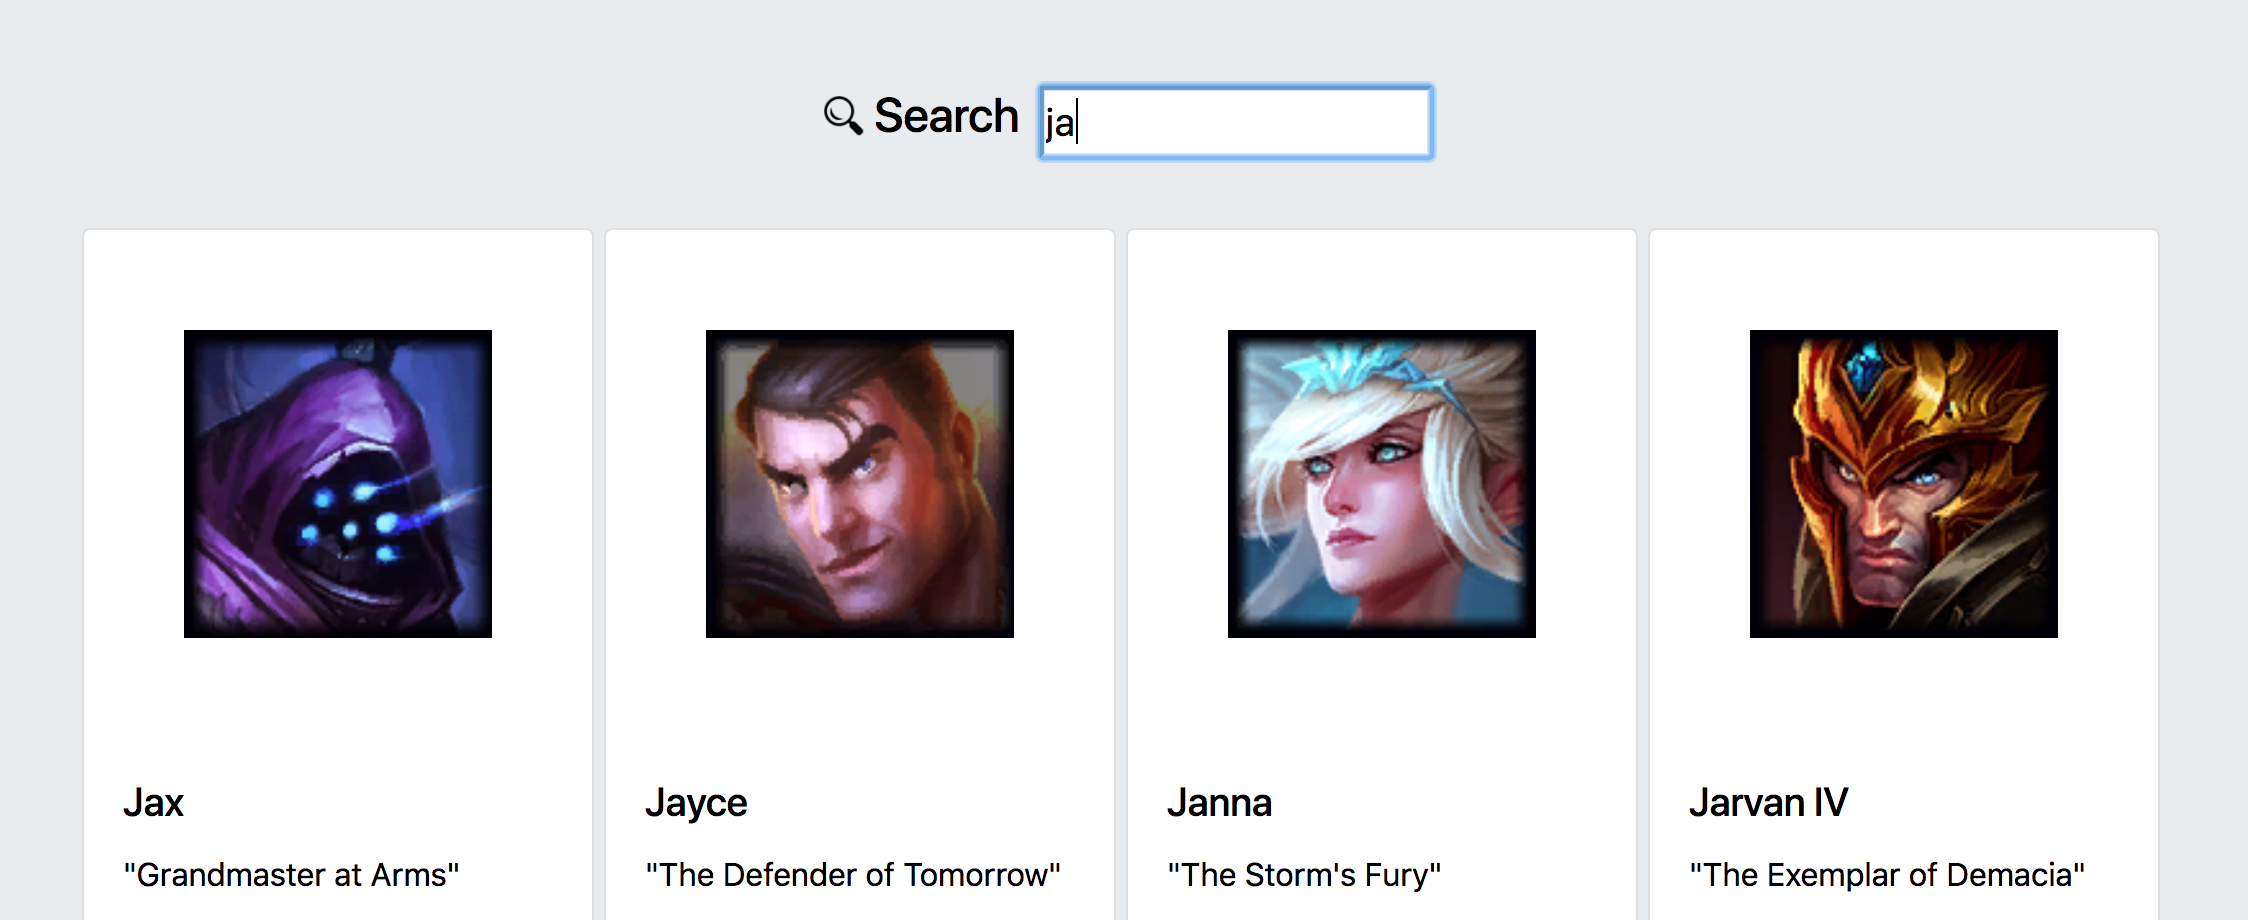 🔍 Search
ja
Jax
Jayce
Janna
Jarvan IV
"Grandmaster at Arms"
"The Defender of Tomorrow"
"The Storm's Fury"
"The Exemplar of Demacia"